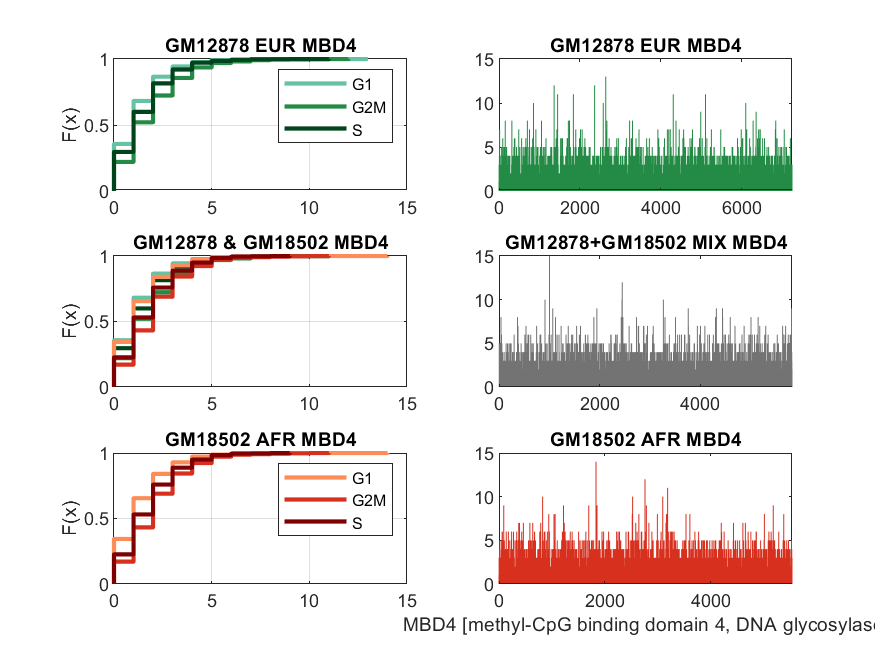 GM12878 EUR MBD4
1
0.5
0
F(x)
0 5 10 15
G1
G2M
S
GM12878 EUR MBD4
15
10
5
0
0 2000 4000 6000
GM12878 & GM18502 MBD4
1
0.5
0
F(x)
0 5 10 15
GM12878+GM18502 MIX MBD4
15
10
5
0
0 2000 4000
GM18502 AFR MBD4
1
0.5
0
F(x)
0 5 10 15
G1
G2M
S
GM18502 AFR MBD4
15
10
5
0
0 2000 4000
MBD4 [methyl-CpG binding domain 4, DNA glycosylase